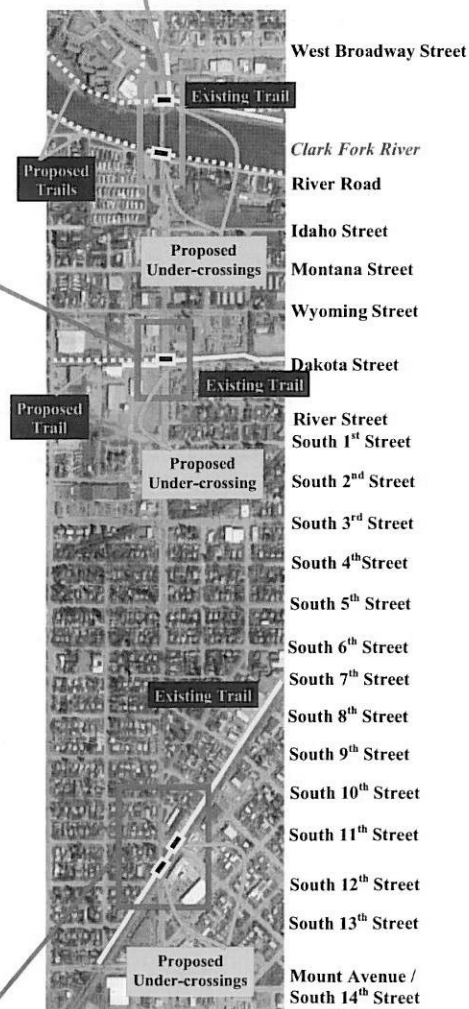 West Broadway Street
Existing Trail
Clark Fork River
Proposed
Trails
River Road
Idaho Street
Proposed
Under-crossings
Montana Street
Wyoming Street
Dakota Street
Existing Trail
Proposed
Trail
River Street
South 1st Street
Proposed
Under-crossing
South 2nd Street
South 3rd Street
South 4thStreet
South 5th Street
South 6th Street
South 7th Street
Existing Trail
South 8th Street
South 9th Street
South 10th Street
South 11th Street
South 12th Street
South 13th Street
Proposed
Under-crossings
Mount Avenue /
South 14th Street